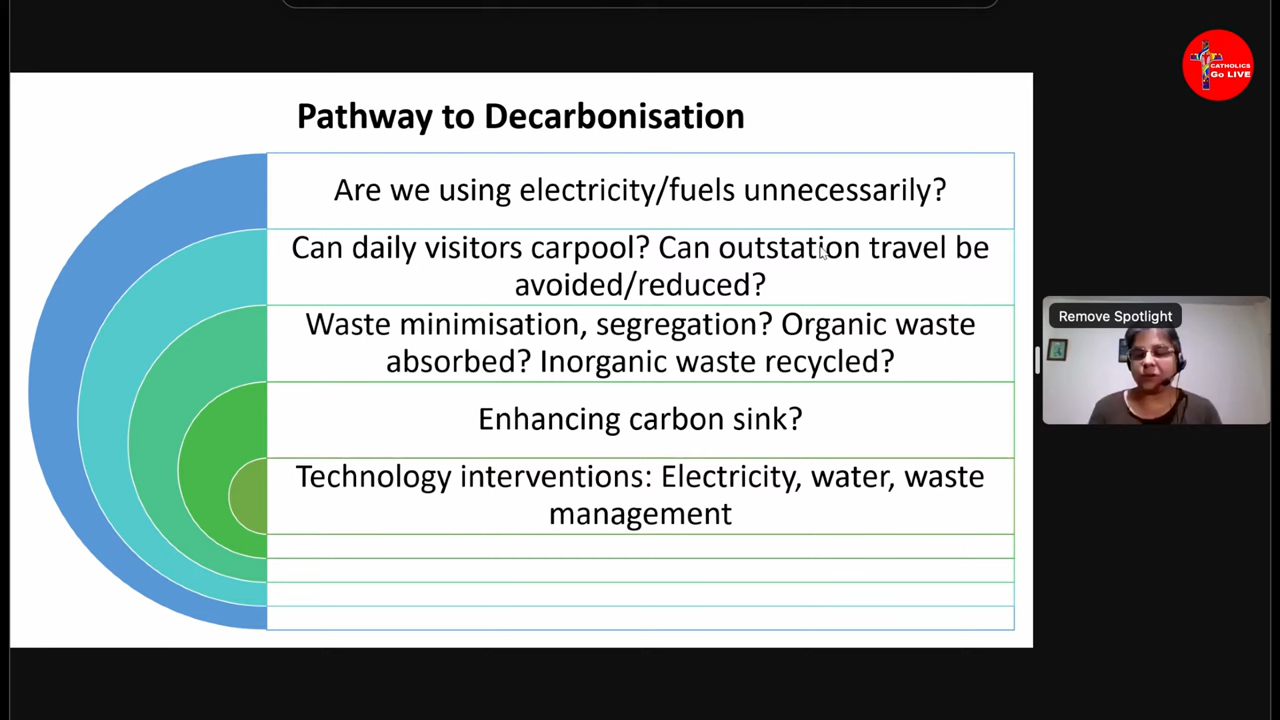 CATHOLICS
Go LIVE
Pathway to Decarbonisation
Are we using electricity/fuels unnecessarily?
Can daily visitors carpool? Can outstation travel be
avoided/reduced?
Waste minimisation, segregation? Organic waste
absorbed? Inorganic waste recycled?
Enhancing carbon sink?
Technology interventions: Electricity, water, waste
management
Remove Spotlight